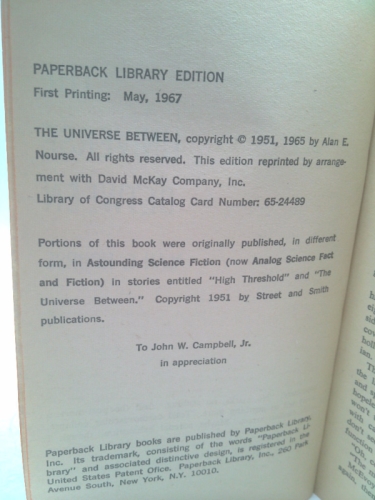 PAPERBACK LIBRARY EDITION
First Printing: May, 1967
THE UNIVERSE BETWEEN, copyright © 1951, 1965 by Alan E.
Nourse. All rights reserved. This edition reprinted by arrange-
ment with David McKay Company, Inc.
Library of Congress Catalog Card Number: 65-24489
Portions of this book were originally published, in different
form, in Astounding Science Fiction (now Analog Science Fact
and Fiction) in stories entitled "High Threshold" and "The
Universe Between." Copyright 1951 by Street and Smith
publications.
To John W. Campbell, Jr.
in appreciation
Paperback Library books are published by Paperback Library,
Inc. Its trademark, consisting of the words "Paperback Li-
brary" and associated distinctive design, is registered in the
United States Patent Ofice. Paperback Library, Inc., 260 Park
Avenue South, New York, N.Y. 10010.